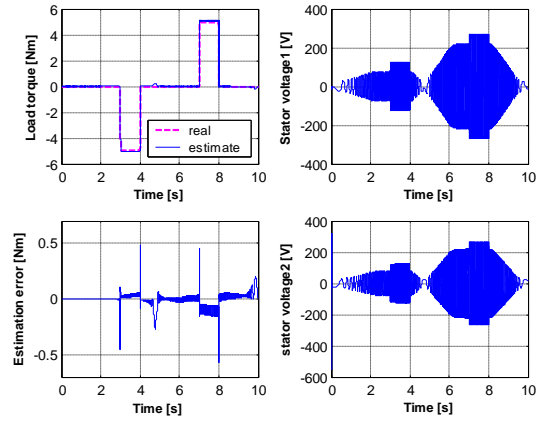 Load torque [Nm]
6
4
2
0
-2
-4
-6
real
estimate
0 2 4 6 8 10
Time [s]
Stator voltage1 [V]
400
200
0
-200
-400
0 2 4 6 8 10
Time [s]
Estimation error [Nm]
0.5
0
-0.5
0 2 4 6 8 10
Time [s]
stator voltage2 [V]
400
200
0
-200
-400
-600
0 2 4 6 8 10
Time [s]